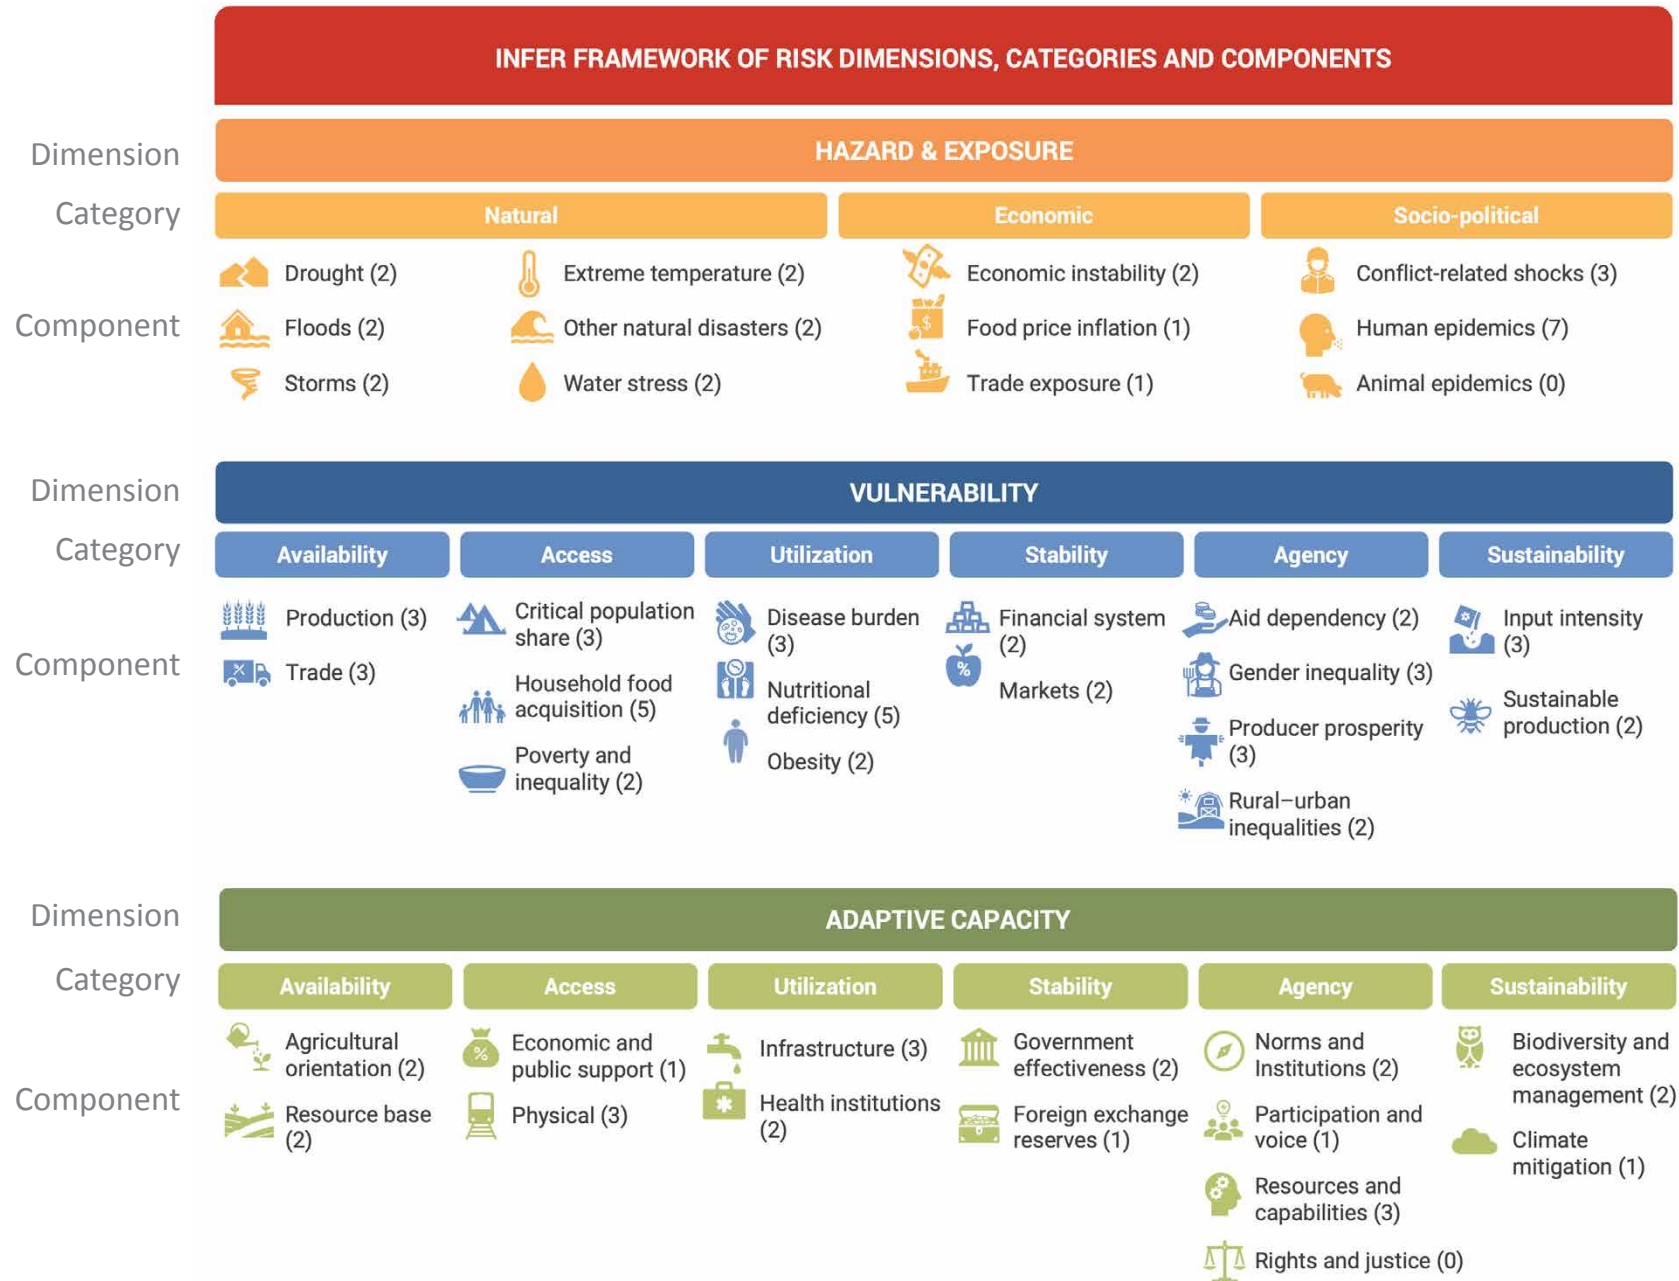 INFER FRAMEWORK OF RISK DIMENSIONS, CATEGORIES AND COMPONENTS
Dimension
HAZARD & EXPOSURE
Category
Natural
Economic
Socio-political
Component
Drought (2)
Floods (2)
Storms (2)
Extreme temperature (2)
Other natural disasters (2)
Water stress (2)
Economic instability (2)
$
Food price inflation (1)
Trade exposure (1)
Conflict-related shocks (3)
Human epidemics (7)
Animal epidemics (0)
Dimension
VULNERABILITY
Category
Availability
Access
Utilization
Stability
Agency
Sustainability
Component
Production (3)
Trade (3)
Critical population
share (3)
Household food
acquisition (5)
Poverty and
inequality (2)
Disease burden
(3)
Nutritional
deficiency (5)
Obesity (2)
Financial system
(2)
%
Markets (2)
Aid dependency (2)
Gender inequality (3)
Producer prosperity
(3)
Rural–urban
inequalities (2)
Input intensity
(3)
Sustainable
production (2)
Dimension
ADAPTIVE CAPACITY
Category
Availability
Access
Utilization
Stability
Agency
Sustainability
Component
Agricultural
orientation (2)
Resource base
(2)
%
Economic and
public support (1)
Physical (3)
Infrastructure (3)
Health institutions
(2)
Government
effectiveness (2)
Foreign exchange
reserves (1)
Norms and
Institutions (2)
Participation and
voice (1)
Resources and
capabilities (3)
Rights and justice (0)
Biodiversity and
ecosystem
management (2)
Climate
mitigation (1)